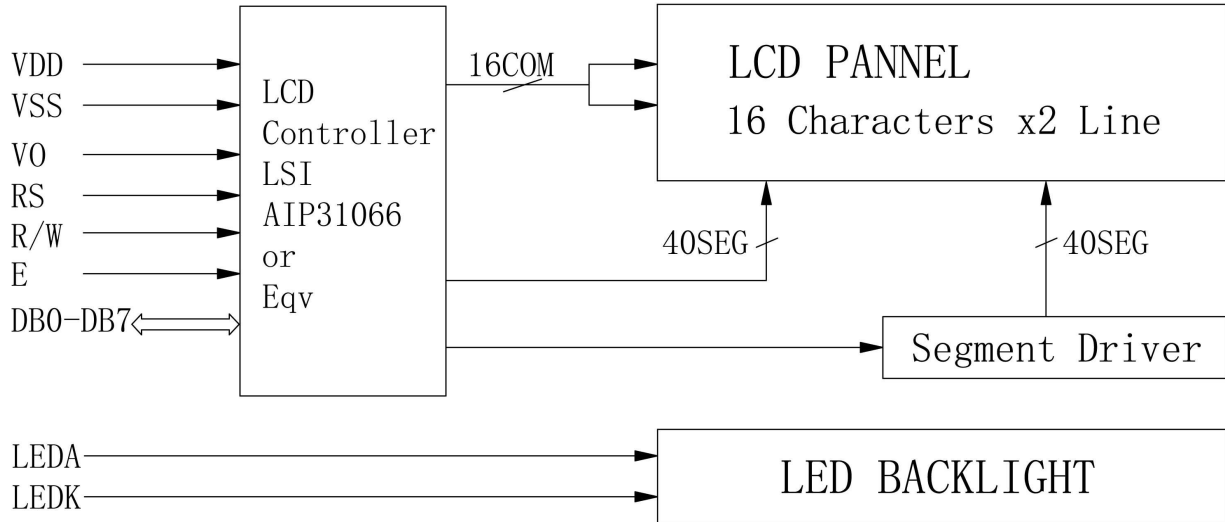 VDD
VSS
VO
RS
R/W
E
DB0-DB7
LCD
Controller
LSI
AIP31066
or
Eqv
16COM
LCD PANNEL
16 Characters x2 Line
40SEG
40SEG
Segment Driver
LEDA
LEDK
LED BACKLIGHT